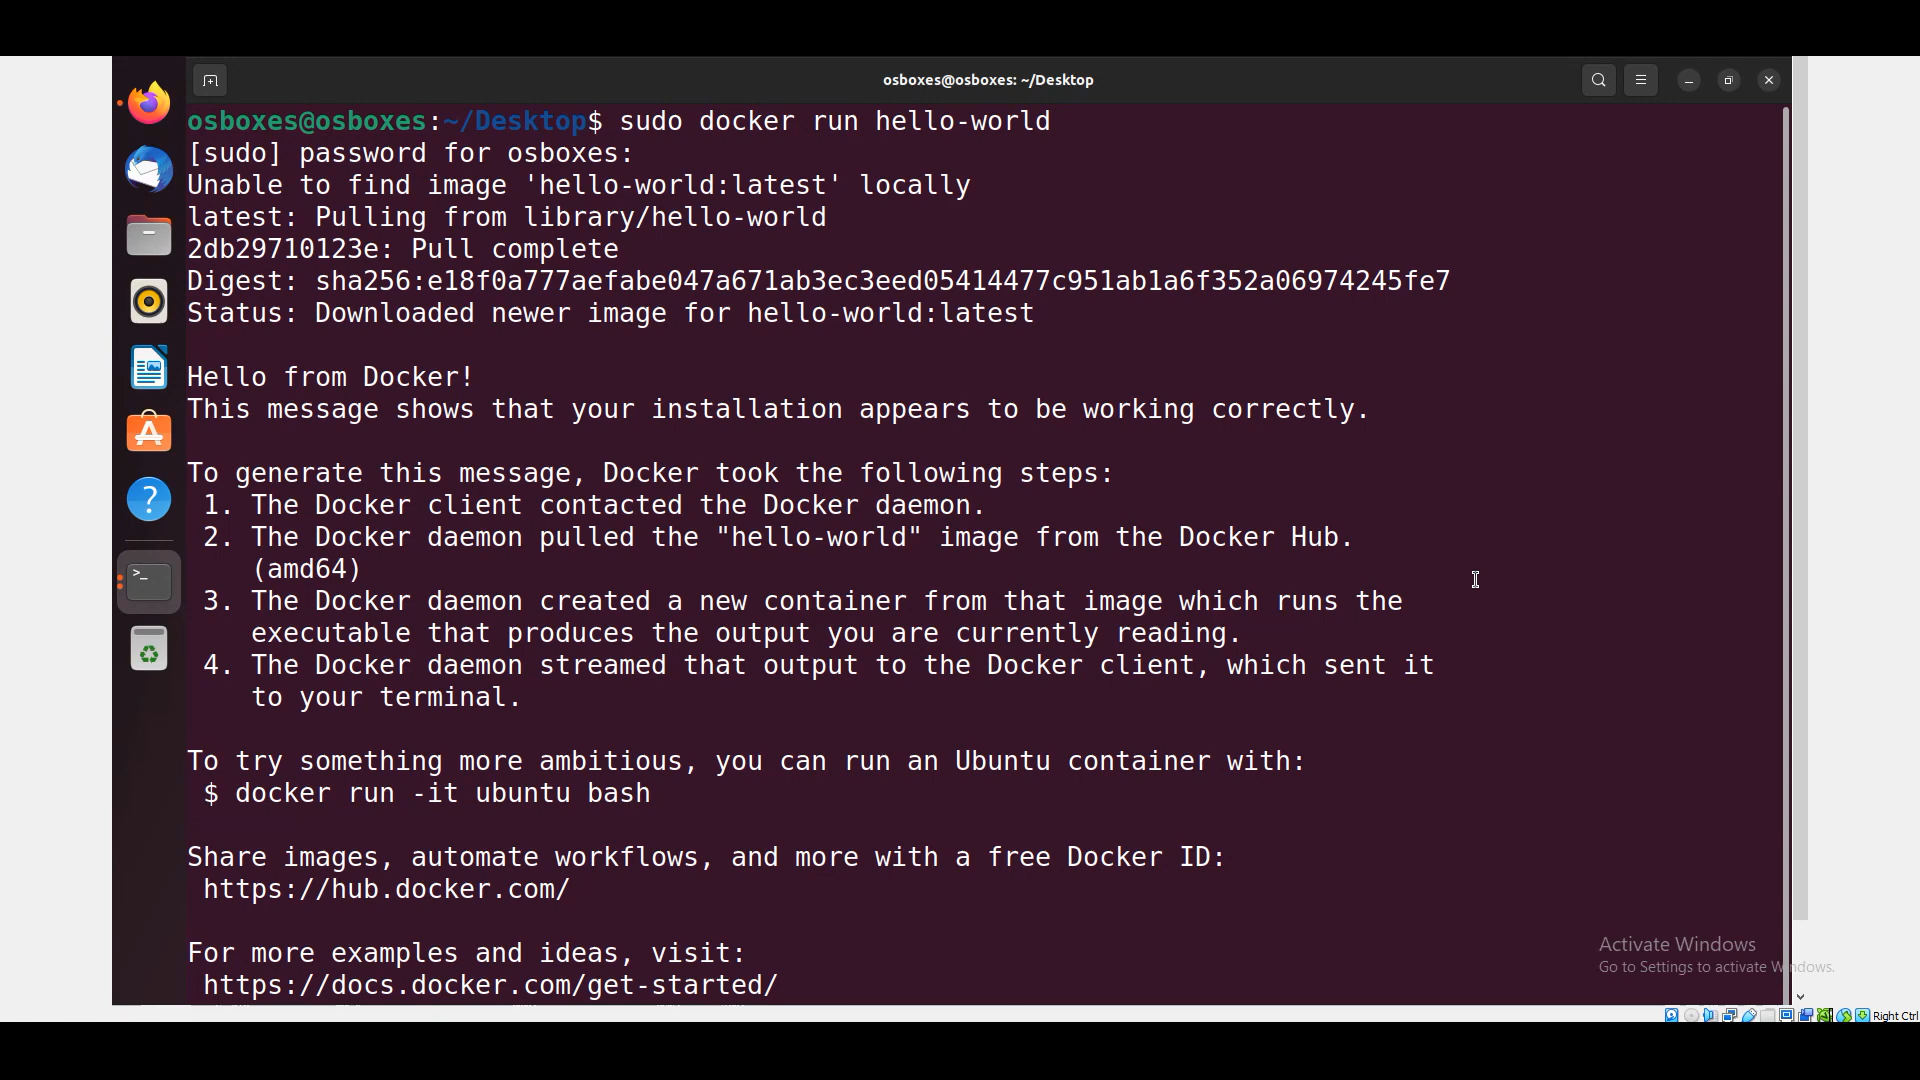 osboxes@osboxes: ~/Desktop
osboxes@osboxes:~/Desktop$ sudo docker run hello-world
[sudo] password for osboxes:
Unable to find image 'hello-world:latest' locally
latest: Pulling from library/hello-world
2db29710123e: Pull complete
Digest: sha256:e18f0a777aefabe047a671ab3ec3eed05414477c951ab1a6f352a06974245fe7
Status: Downloaded newer image for hello-world:latest
Hello from Docker!
This message shows that your installation appears to be working correctly.
To generate this message, Docker took the following steps:
1. The Docker client contacted the Docker daemon.
2. The Docker daemon pulled the "hello-world" image from the Docker Hub.
(amd64)
3. The Docker daemon created a new container from that image which runs the
executable that produces the output you are currently reading.
4. The Docker daemon streamed that output to the Docker client, which sent it
to your terminal.
To try something more ambitious, you can run an Ubuntu container with:
$ docker run -it ubuntu bash
Share images, automate workflows, and more with a free Docker ID:
https://hub.docker.com/
For more examples and ideas, visit:
https://docs.docker.com/get-started/
Activate Windows
Go to Settings to activate Windows.
Right Ctrl